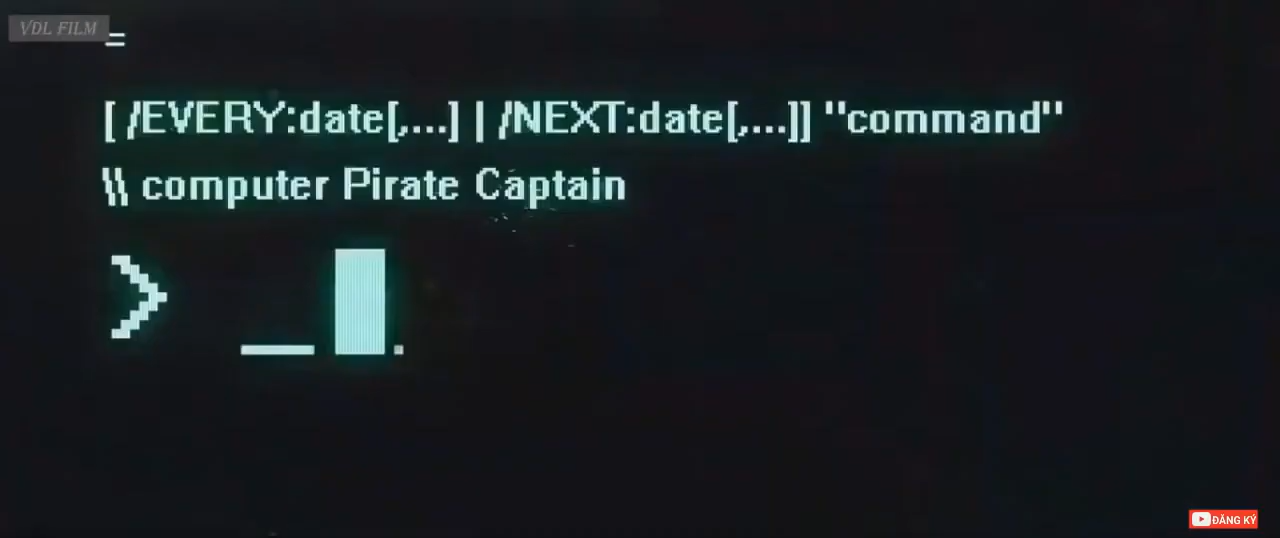 VDL FILM
=
[ /EVERY:date[,...] | /NEXT:date[,...]] "command"
\\ computer Pirate Captain
> _ .
ĐĂNG KÝ